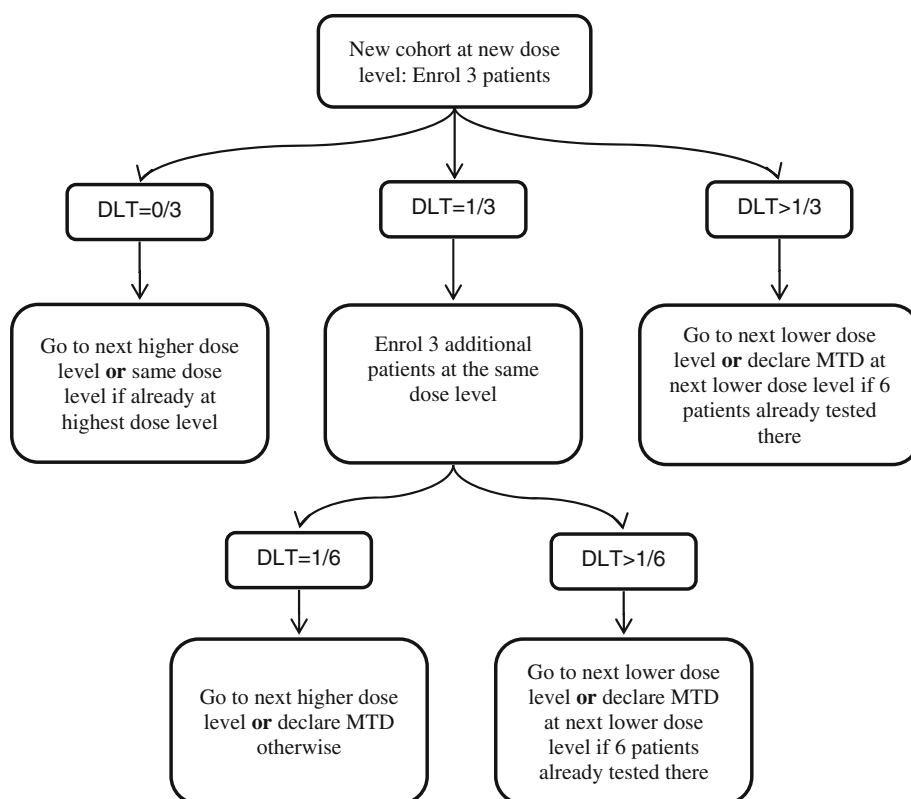 New cohort at new dose
level: Enrol 3 patients
DLT=0/3
DLT=1/3
DLT>1/3
Go to next higher dose
level or same dose
level if already at
highest dose level
Enrol 3 additional
patients at the same
dose level
Go to next lower dose
level or declare MTD at
next lower dose level if 6
patients already tested
there
DLT=1/6
DLT>1/6
Go to next higher dose
level or declare MTD
otherwise
Go to next lower dose
level or declare MTD
at next lower dose
level if 6 patients
already tested there